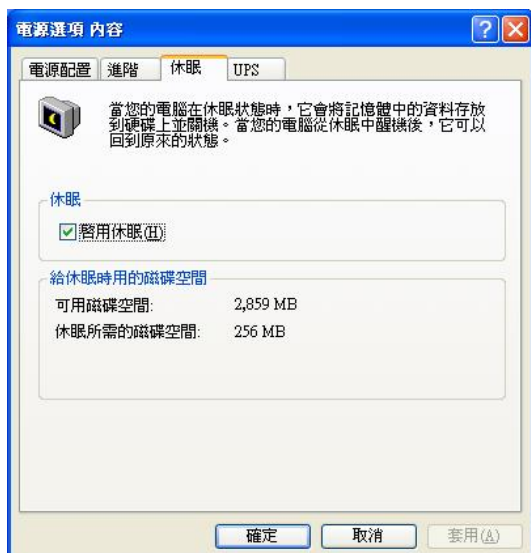 電源選項 內容
電源配置 進階 休眠 UPS
當您的電腦在休眠狀態時，它會將記憶體中的資料存放
到硬碟上並關機。當您的電腦從休眠中醒機後，它可以
回到原來的狀態。
休眠
啓用休眠(H)
給休眠時用的磁碟空間
可用磁碟空間: 2,859 MB
休眠所需的磁碟空間: 256 MB
確定 取消 套用(A)